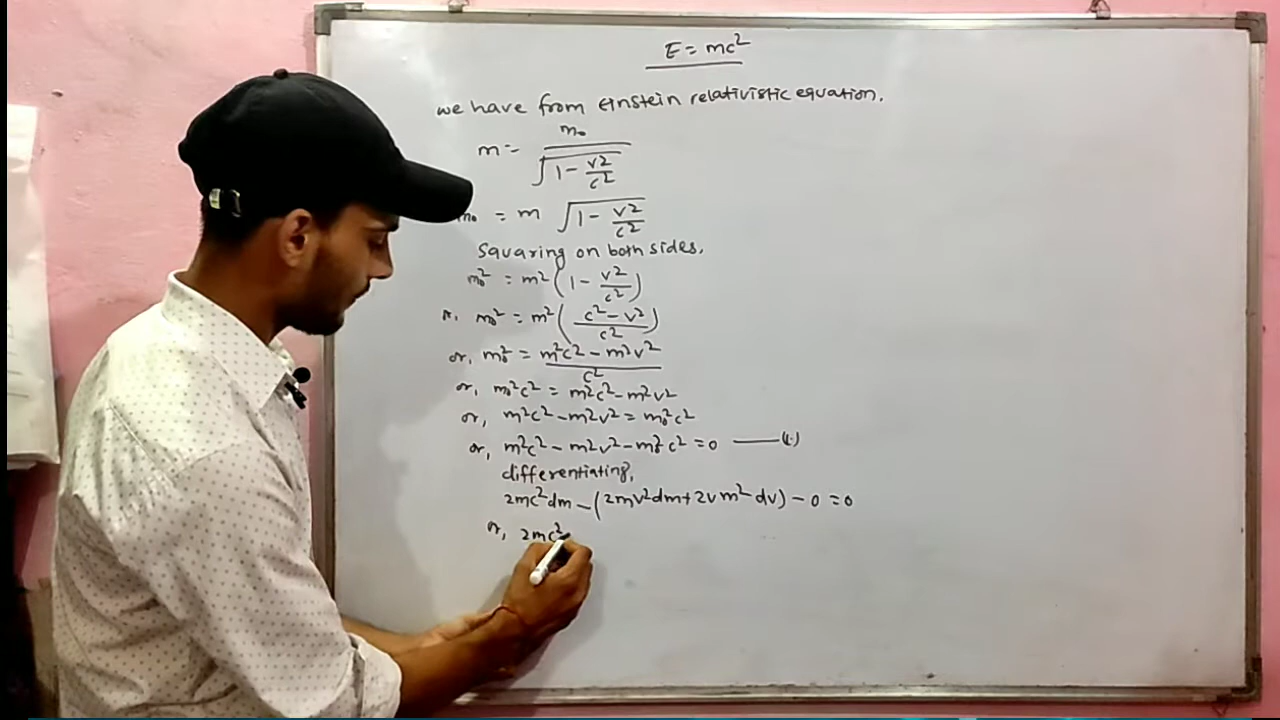 E = mc²
we have from einstein relativistic equation.
m = m₀ / √(1 - v²/c²)
m₀ = m √(1 - v²/c²)
Squaring on both sides,
m₀² = m² (1 - v²/c²)
or, m₀² = m² ((c² - v²)/c²)
or, m₀² = (m²c² - m²v²)/c²
or, m₀²c² = m²c² - m²v²
or, m²c² - m²v² = m₀²c²
or, m²c² - m²v² - m₀²c² = 0 —— (i)
differentiating,
2mc²dm - (2mv²dm + 2vm²dv) - 0 = 0
or, 2mc²